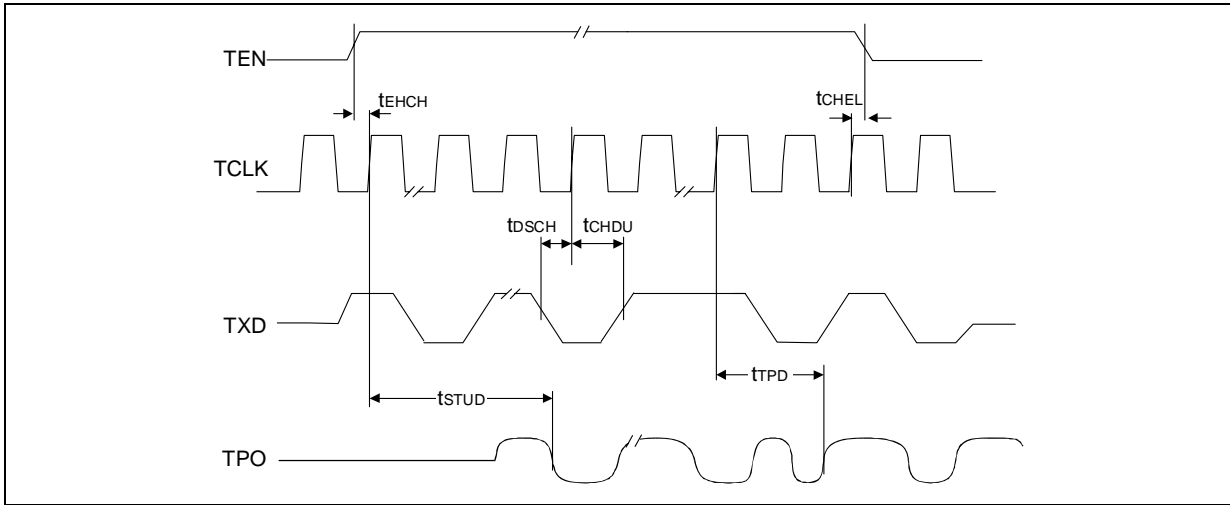 TEN
tEHCH
tCHEL
TCLK
tDSCH
tCHDU
TXD
tTPD
tSTUD
TPO